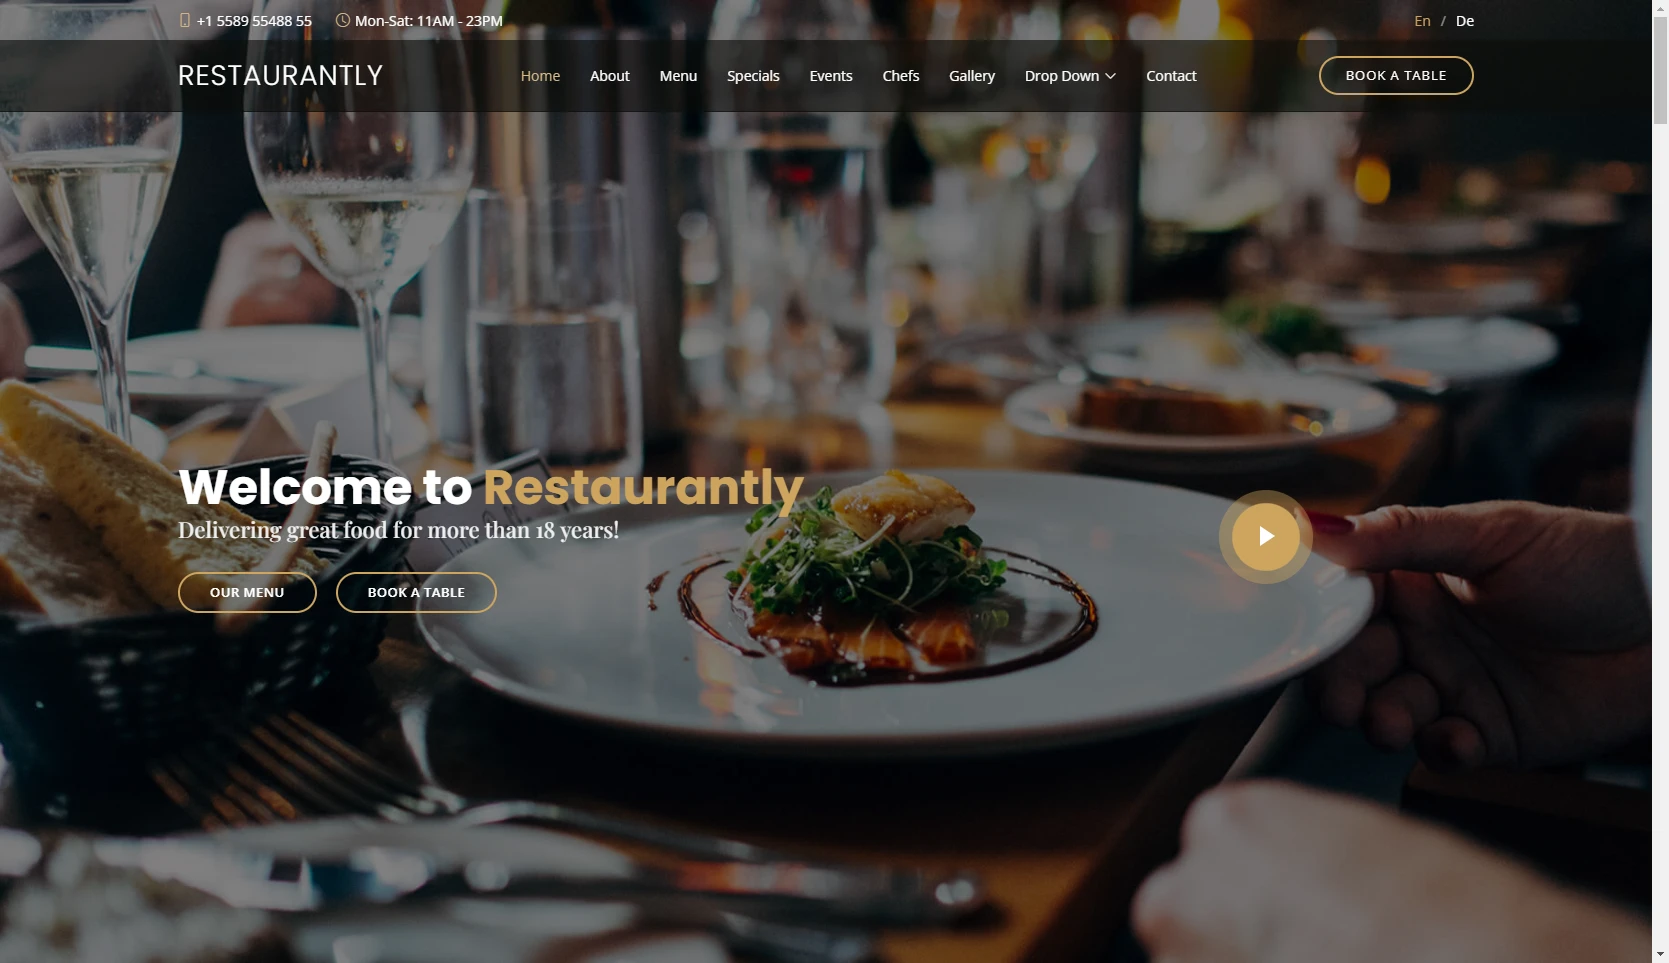 +1 5589 55488 55 Mon-Sat: 11AM - 23PM En / De
RESTAURANTLY Home About Menu Specials Events Chefs Gallery Drop Down Contact BOOK A TABLE
Welcome to Restaurantly
Delivering great food for more than 18 years!
OUR MENU BOOK A TABLE